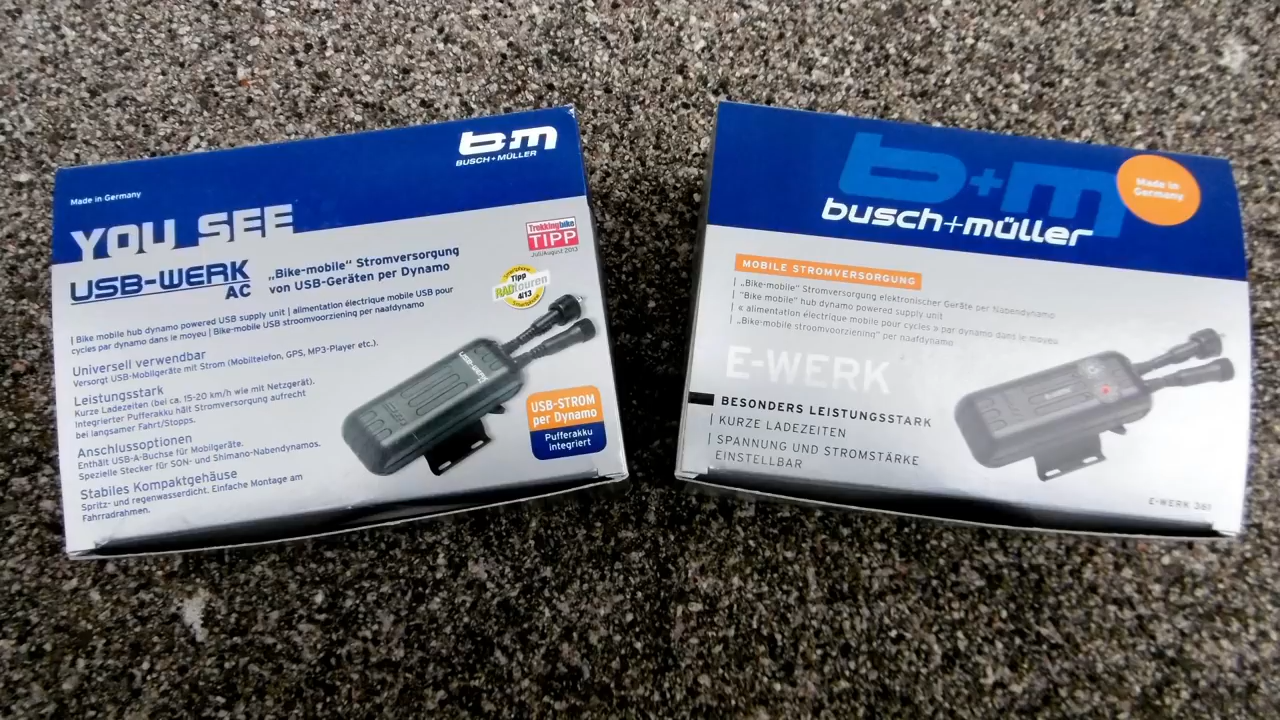 b+m
BUSCH+MÜLLER
Made in Germany
YOU SEE
USB-WERK
AC
„Bike-mobile“ Stromversorgung
von USB-Geräten per Dynamo
Trekkingbike
TIPP
Juli/August 2013
Smartphone
Tipp
RADtouren
4/13
| Bike mobile hub dynamo powered USB supply unit | alimentation électrique mobile USB pour
cycles par dynamo dans le moyeu | Bike-mobile USB stroomvoorziening per naafdynamo
Universell verwendbar
Versorgt USB-Mobilgeräte mit Strom (Mobiltelefon, GPS, MP3-Player etc.).
Leistungsstark
Kurze Ladezeiten (bei ca. 15-20 km/h wie mit Netzgerät).
Integrierter Pufferakku hält Stromversorgung aufrecht
bei langsamer Fahrt/Stopps.
Anschlussoptionen
Enthält USB-A-Buchse für Mobilgeräte.
Spezielle Stecker für SON- und Shimano-Nabendynamos.
Stabiles Kompaktgehäuse
Spritz- und regenwasserdicht. Einfache Montage am
Fahrradrahmen.
USB-STROM
per Dynamo
Pufferakku
integriert
b+m
busch+müller
Made in
Germany
MOBILE STROMVERSORGUNG
| „Bike-mobile“ Stromversorgung elektronischer Geräte per Nabendynamo
| "Bike mobile" hub dynamo powered supply unit
| « alimentation électrique mobile pour cycles » par dynamo dans le moyeu
| „Bike-mobile stroomvoorziening“ per naafdynamo
E-WERK
BESONDERS LEISTUNGSSTARK
| KURZE LADEZEITEN
| SPANNUNG UND STROMSTÄRKE
EINSTELLBAR
E-WERK 361